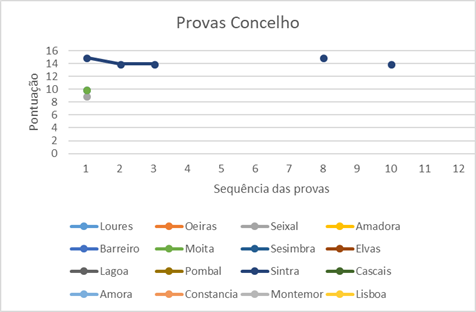 Provas Concelho
16
14
12
10
8
6
4
2
0
Pontuação
1 2 3 4 5 6 7 8 9 10 11 12
Sequência das provas
Loures Oeiras Seixal Amadora
Barreiro Moita Sesimbra Elvas
Lagoa Pombal Sintra Cascais
Amora Constancia Montemor Lisboa